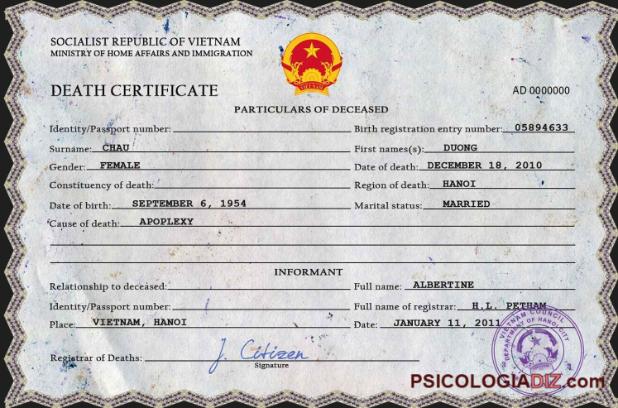 SOCIALIST REPUBLIC OF VIETNAM
MINISTRY OF HOME AFFAIRS AND IMMIGRATION
DEATH CERTIFICATE
AD 0000000
PARTICULARS OF DECEASED
Identity/Passport number:
Birth registration entry number: 05894633
Surname: CHAU
First names(s): DUONG
Gender: FEMALE
Date of death: DECEMBER 18, 2010
Constituency of death:
Region of death: HANOI
Date of birth: SEPTEMBER 6, 1954
Marital status: MARRIED
Cause of death: APOPLEXY
INFORMANT
Relationship to deceased:
Full name: ALBERTINE
Identity/Passport number:
Full name of registrar: H.L. PETHAM
Place: VIETNAM, HANOI
Date: JANUARY 11, 2011
Registrar of Deaths: J. Citizen
Signature
VIETNAM COUNCIL
DEPARTMENT OF HANOI CITY
PSICOLOGIADIZ.com